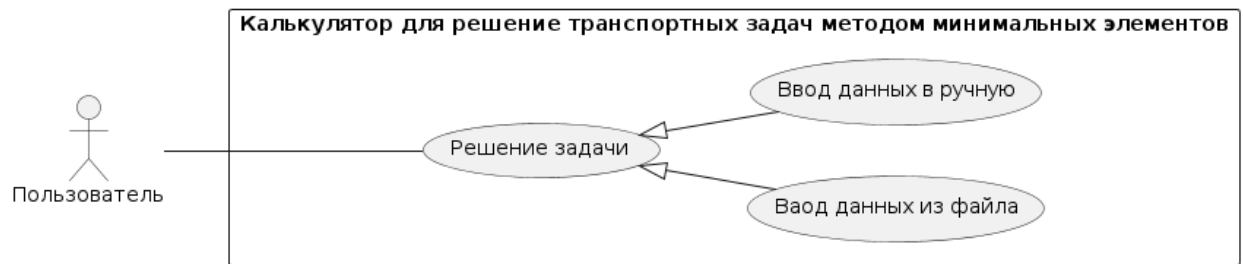 Калькулятор для решение транспортных задач методом минимальных элементов
Ввод данных в ручную
Решение задачи
Пользователь
Ваод данных из файла